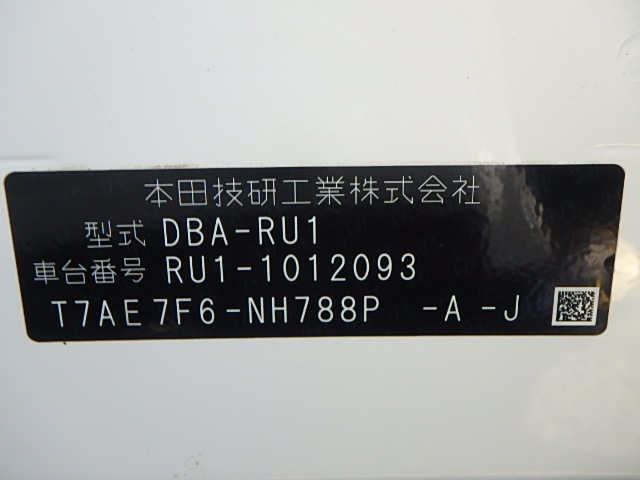 本田技研工業株式会社
型式 DBA-RU1
車台番号 RU1-1012093
T7AE7F6-NH788P -A -J